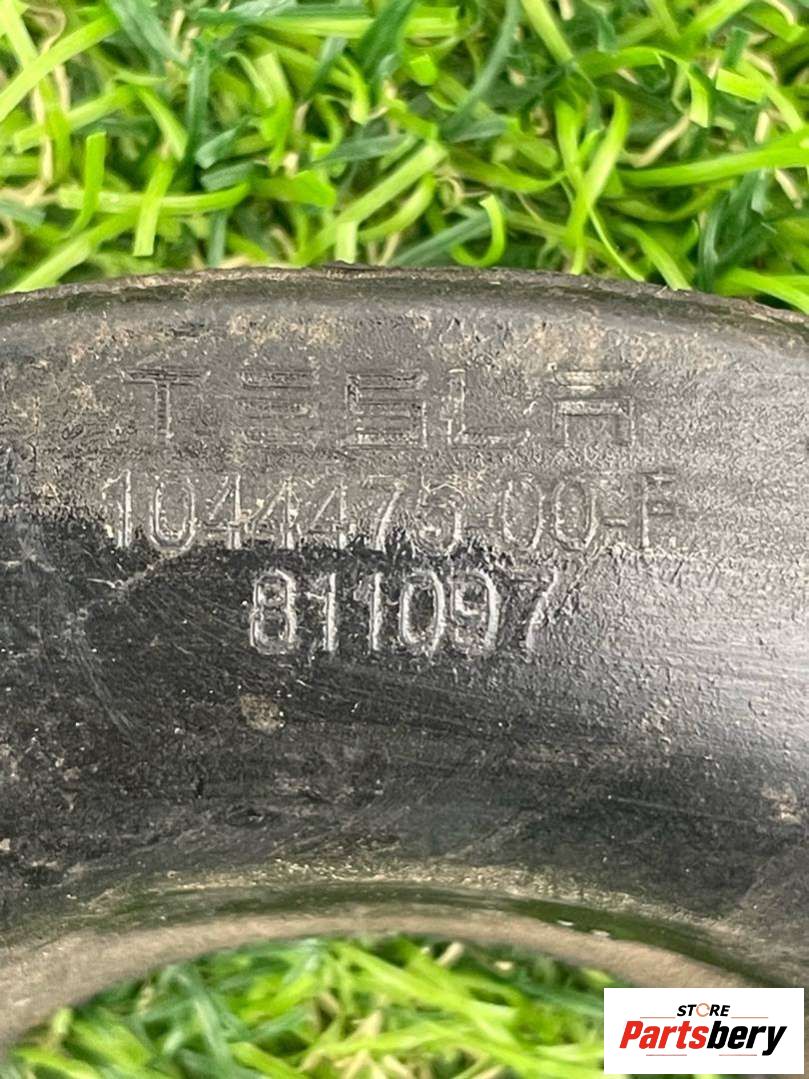 TESLA
1044475-00-F
811097
STORE
Partsbery